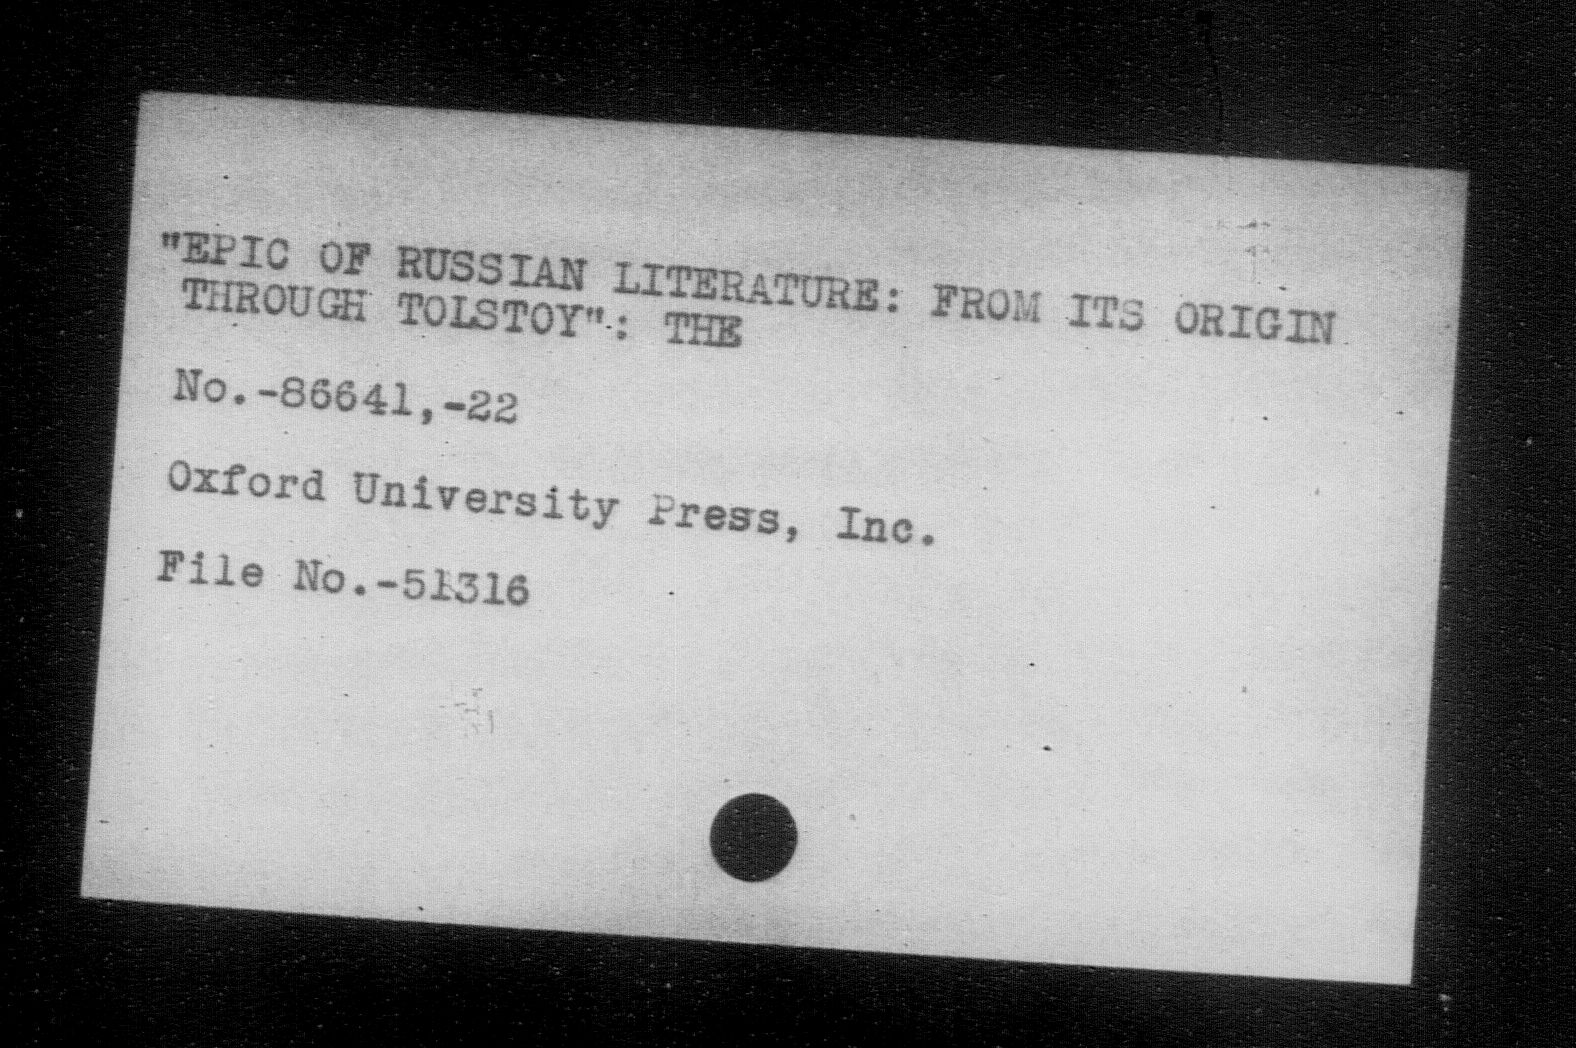 "EPIC OF RUSSIAN LITERATURE: FROM ITS ORIGIN
THROUGH TOLSTOY": THE
No.-86641,-22
Oxford University Press, Inc.
File No.-51316